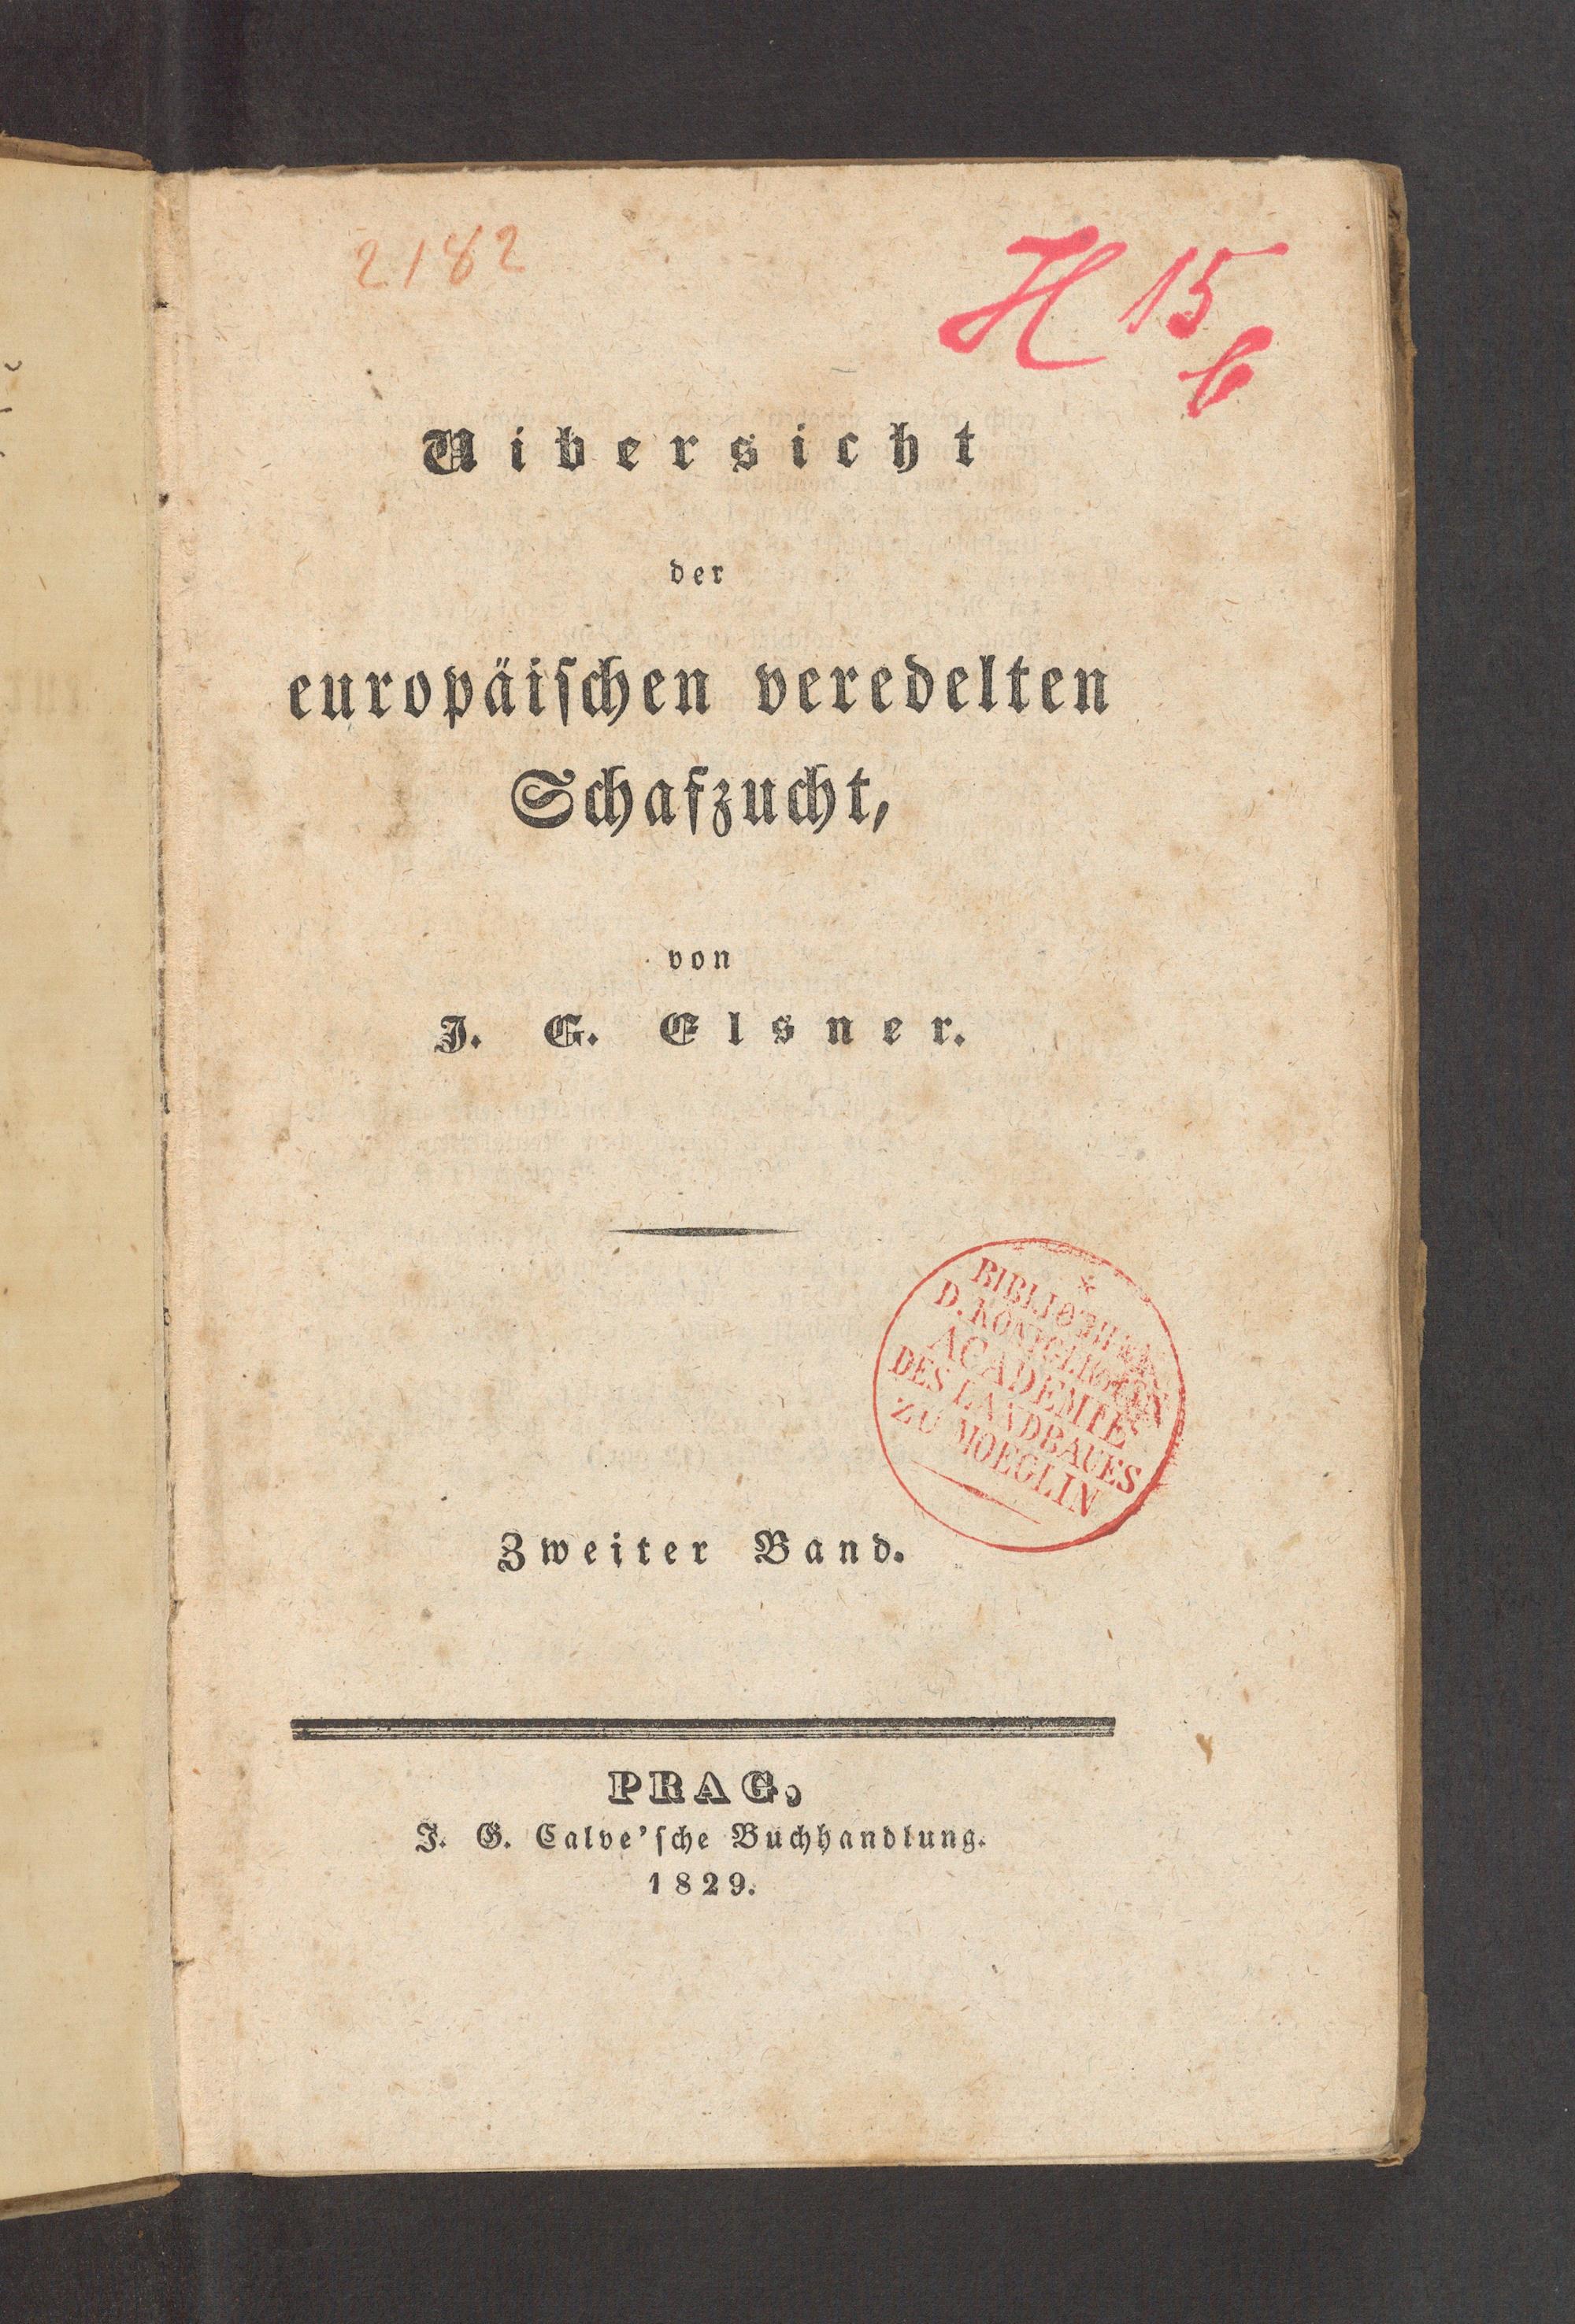 2182
H 15
b
Uibersicht
der
europäischen veredelten
Schafzucht,
von
J. G. Elsner.
*
BIBLIOTHEK
D. KÖNIGLICHEN
ACADEMIE
DES LANDBAUES
ZU MOEGLIN
Zweiter Band.
PRAG,
J. G. Calve'sche Buchhandlung.
1829.